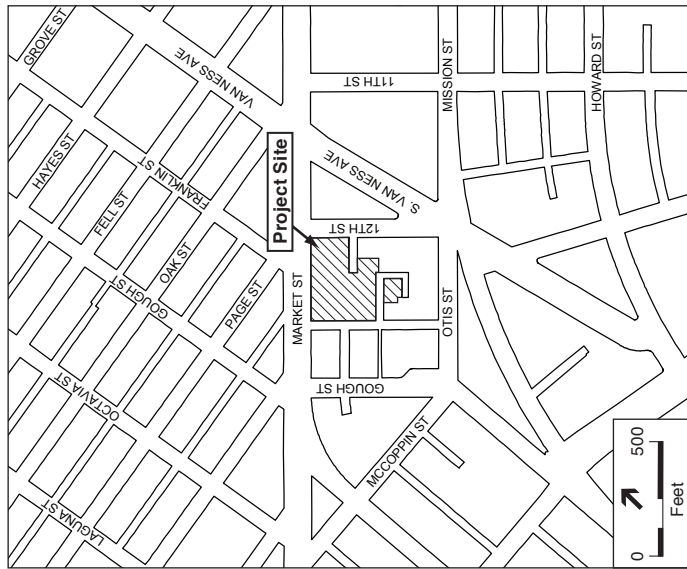 GROVE ST
HAYES ST
FELL ST
OAK ST
PAGE ST
VAN NESS AVE
FRANKLIN ST
GOUGH ST
OCTAVIA ST
LAGUNA ST
MARKET ST
Project Site
11TH ST
12TH ST
S. VAN NESS AVE
MISSION ST
HOWARD ST
OTIS ST
GOUGH ST
MCCOPPIN ST
0
500
Feet